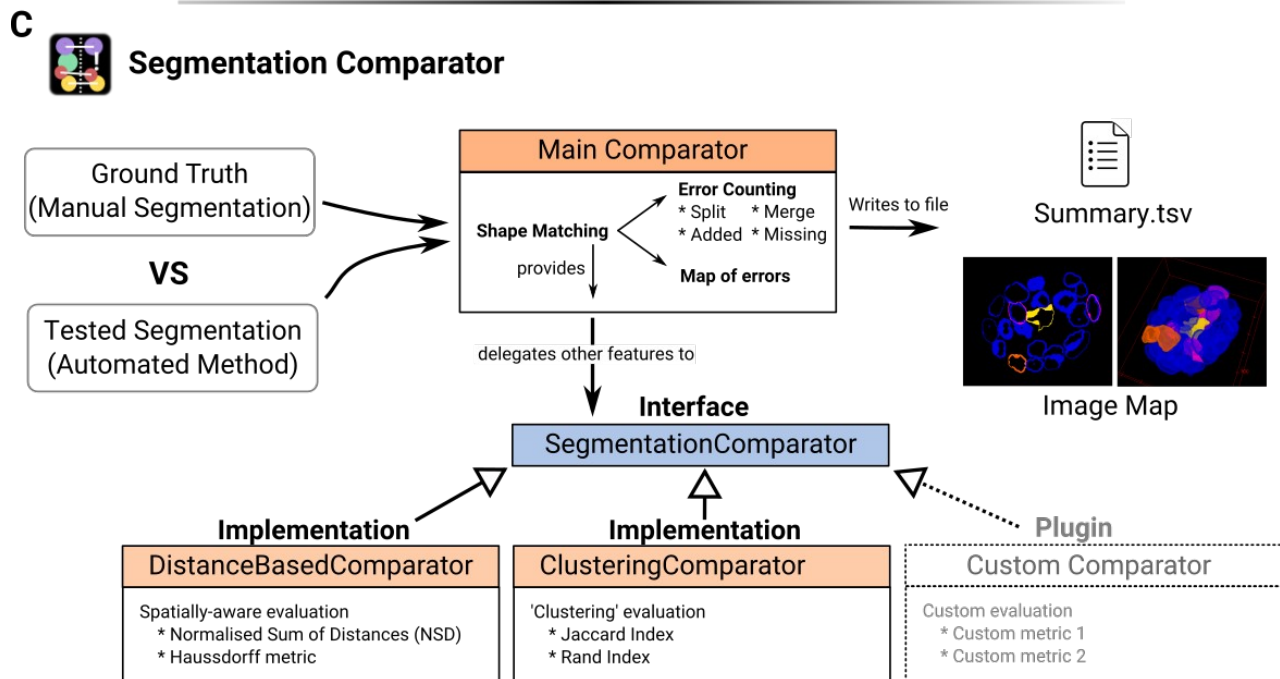 C
Segmentation Comparator
Ground Truth
(Manual Segmentation)
VS
Tested Segmentation
(Automated Method)
Main Comparator
Shape Matching
provides
Error Counting
* Split * Merge
* Added * Missing
Map of errors
Writes to file
Summary.tsv
Image Map
delegates other features to
Interface
SegmentationComparator
Implementation
DistanceBasedComparator
Spatially-aware evaluation
* Normalised Sum of Distances (NSD)
* Haussdorff metric
Implementation
ClusteringComparator
'Clustering' evaluation
* Jaccard Index
* Rand Index
Plugin
Custom Comparator
Custom evaluation
* Custom metric 1
* Custom metric 2